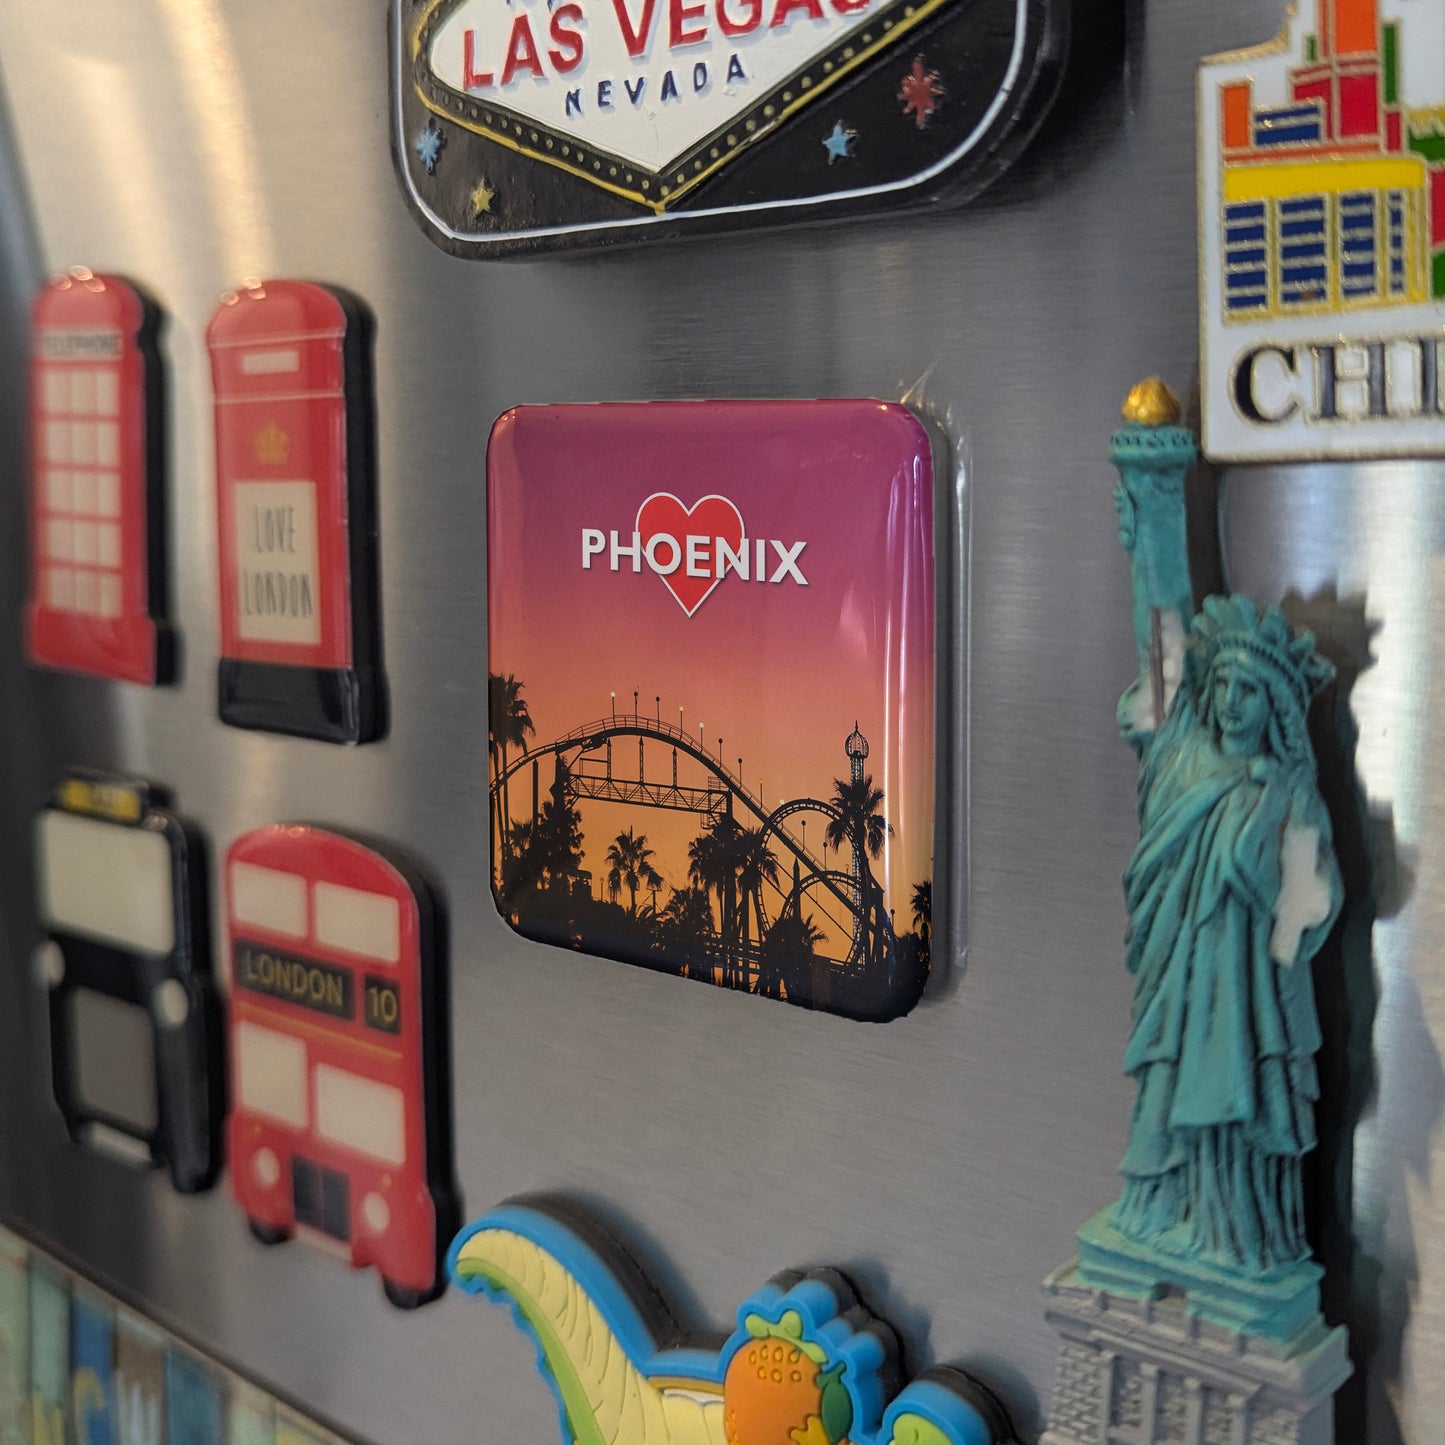 LAS VEGAS
NEVADA
CHI
TELEPHONE
LOVE
LONDON
PHOENIX
LONDON 10